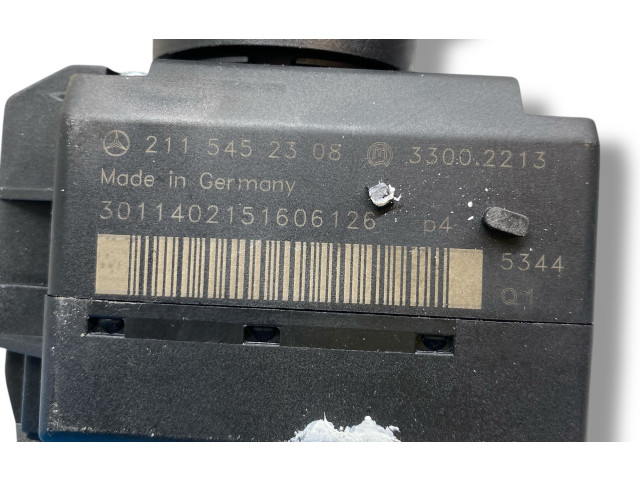 211 545 23 08 3300.2213
Made in Germany
3011402151606126 p4
5344
Q1